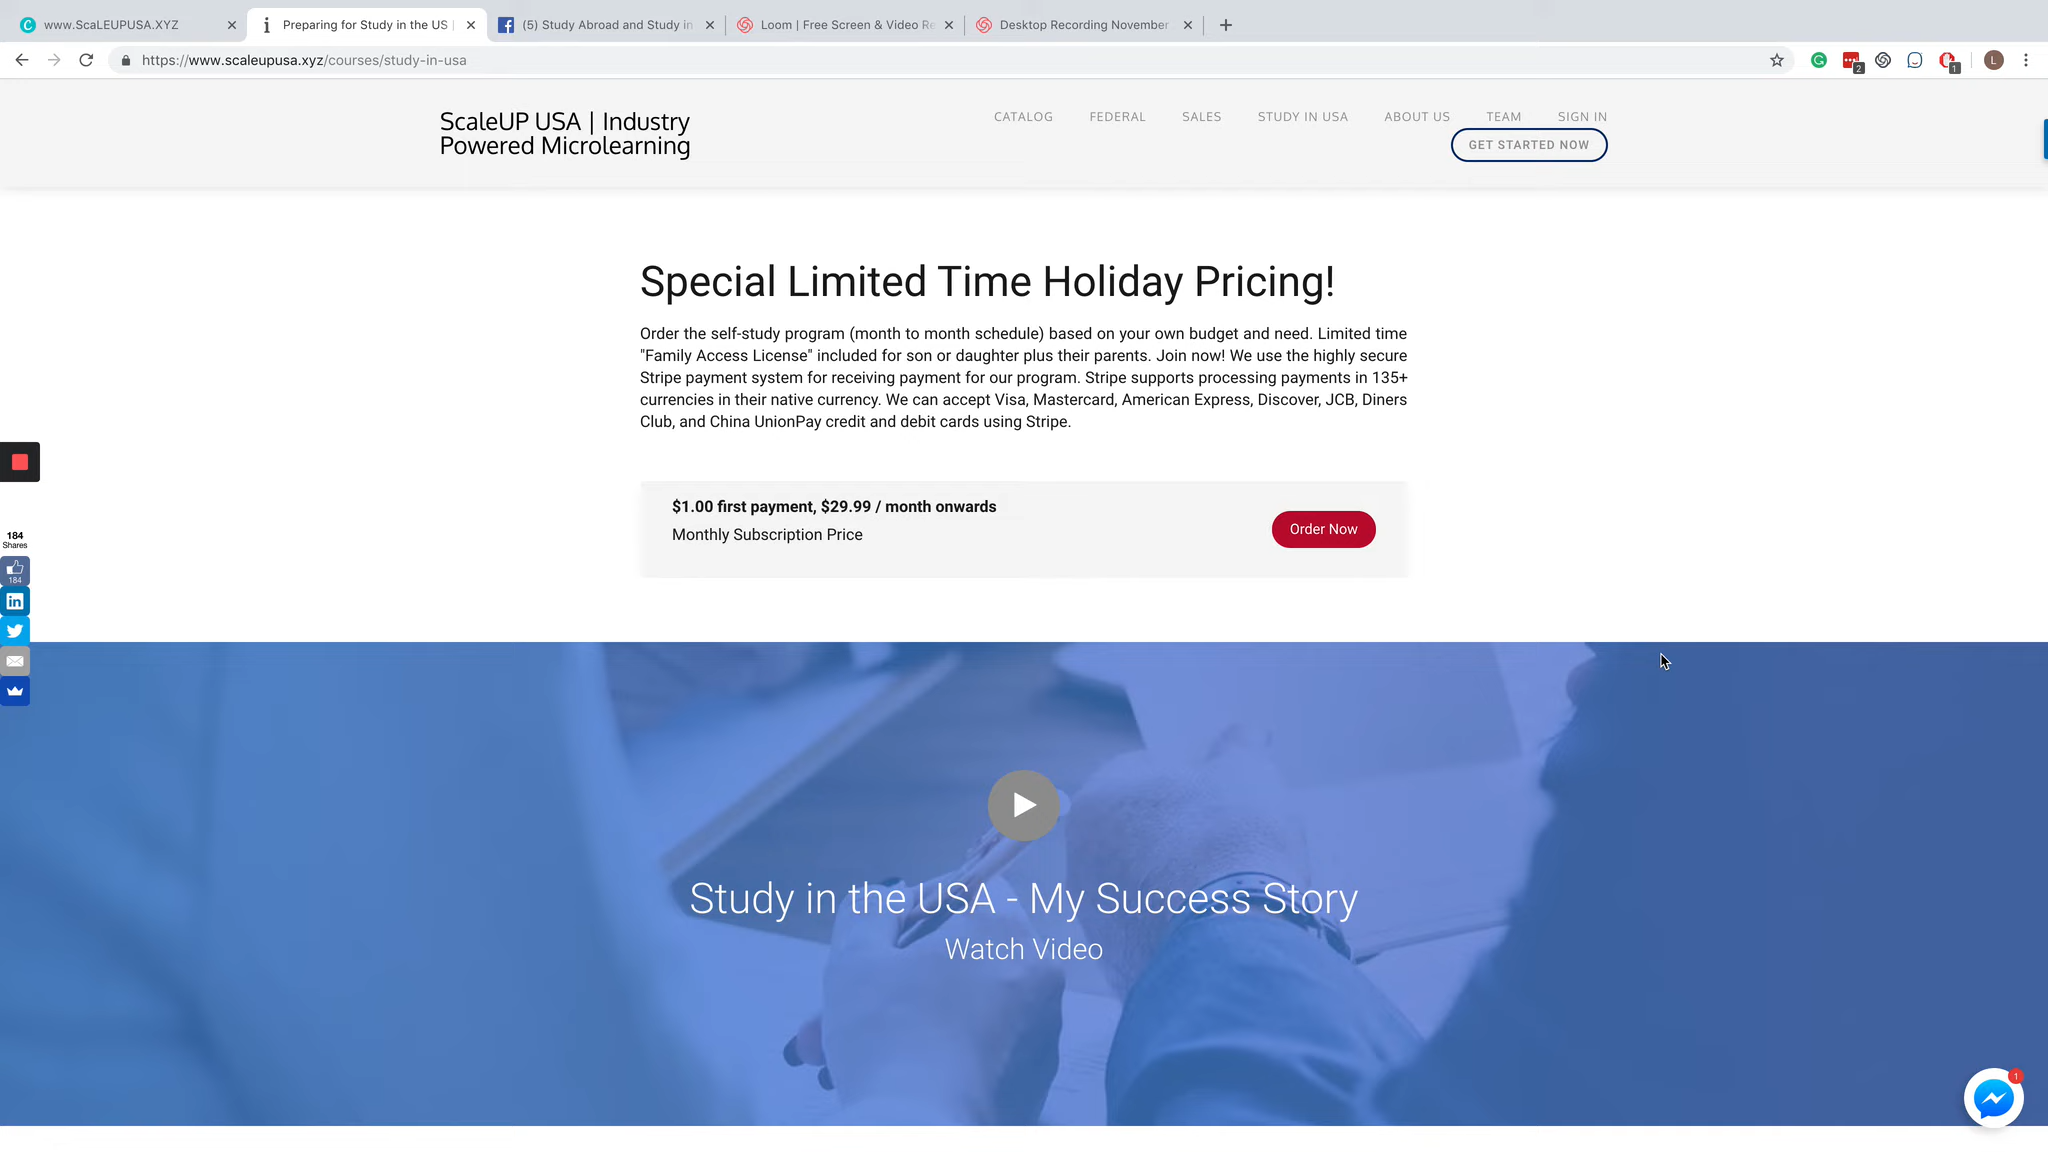 www.ScaLEUPUSA.XYZ
Preparing for Study in the US |
(5) Study Abroad and Study in
Loom | Free Screen & Video Re
Desktop Recording November
https://www.scaleupusa.xyz/courses/study-in-usa
2
1
L
ScaleUP USA | Industry
Powered Microlearning
CATALOG FEDERAL SALES STUDY IN USA ABOUT US TEAM SIGN IN
GET STARTED NOW
Special Limited Time Holiday Pricing!
Order the self-study program (month to month schedule) based on your own budget and need. Limited time
"Family Access License" included for son or daughter plus their parents. Join now! We use the highly secure
Stripe payment system for receiving payment for our program. Stripe supports processing payments in 135+
currencies in their native currency. We can accept Visa, Mastercard, American Express, Discover, JCB, Diners
Club, and China UnionPay credit and debit cards using Stripe.
$1.00 first payment, $29.99 / month onwards
Monthly Subscription Price
Order Now
184
Shares
184
Study in the USA - My Success Story
Watch Video
1